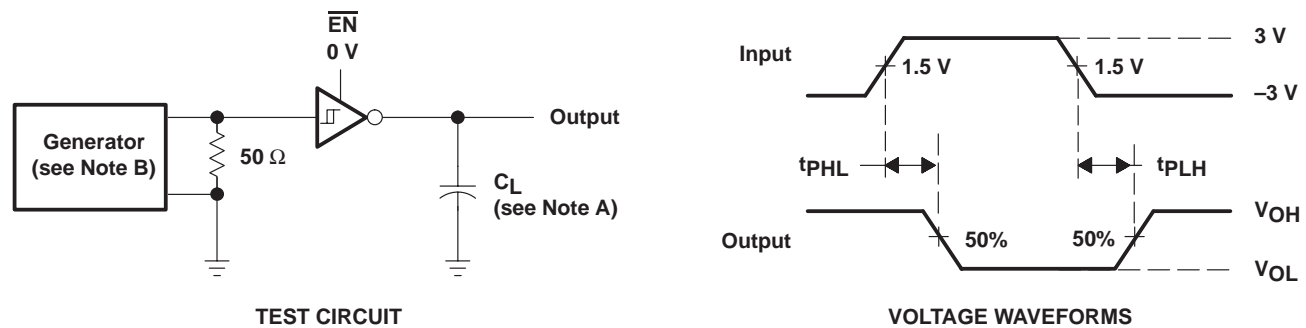 EN
0 V
Generator
(see Note B)
50 Ω
Output
CL
(see Note A)
TEST CIRCUIT
Input
3 V
1.5 V
1.5 V
–3 V
tPHL
tPLH
Output
50%
50%
VOH
VOL
VOLTAGE WAVEFORMS